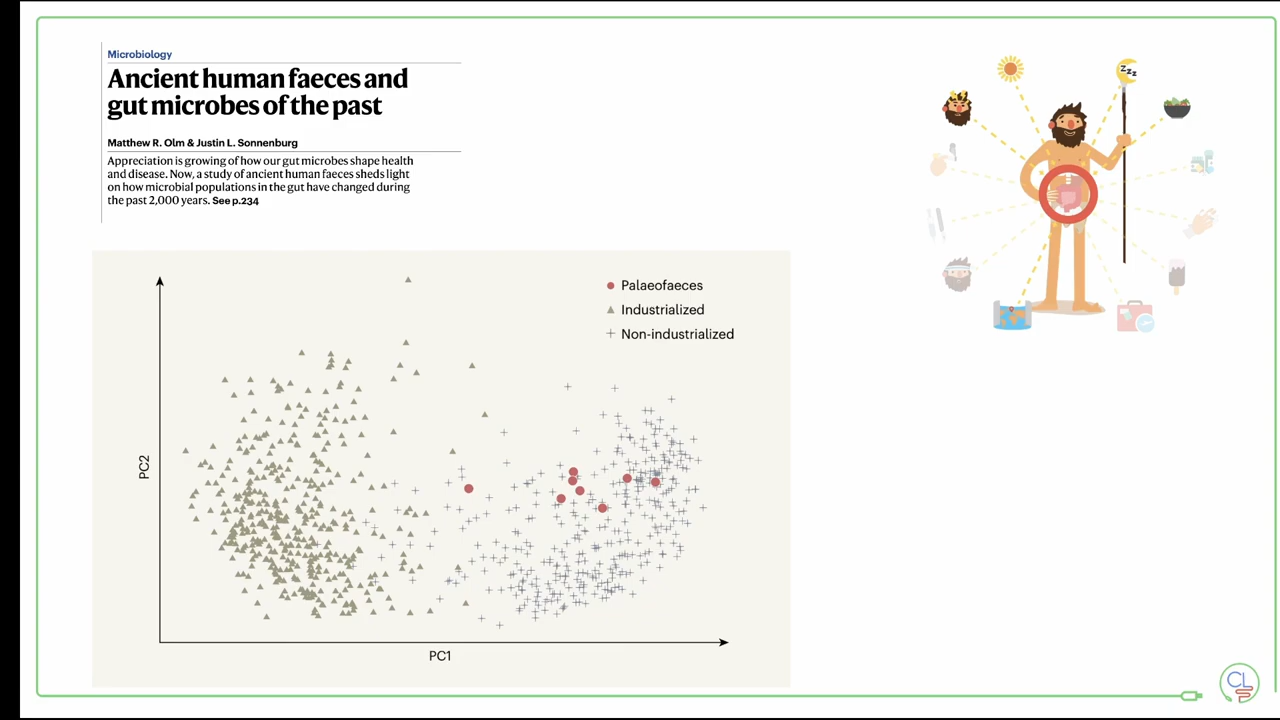 Microbiology
Ancient human faeces and
gut microbes of the past
Matthew R. Olm & Justin L. Sonnenburg
Appreciation is growing of how our gut microbes shape health
and disease. Now, a study of ancient human faeces sheds light
on how microbial populations in the gut have changed during
the past 2,000 years. See p.234
zzz
Palaeofaeces
Industrialized
Non-industrialized
PC2
PC1
CL